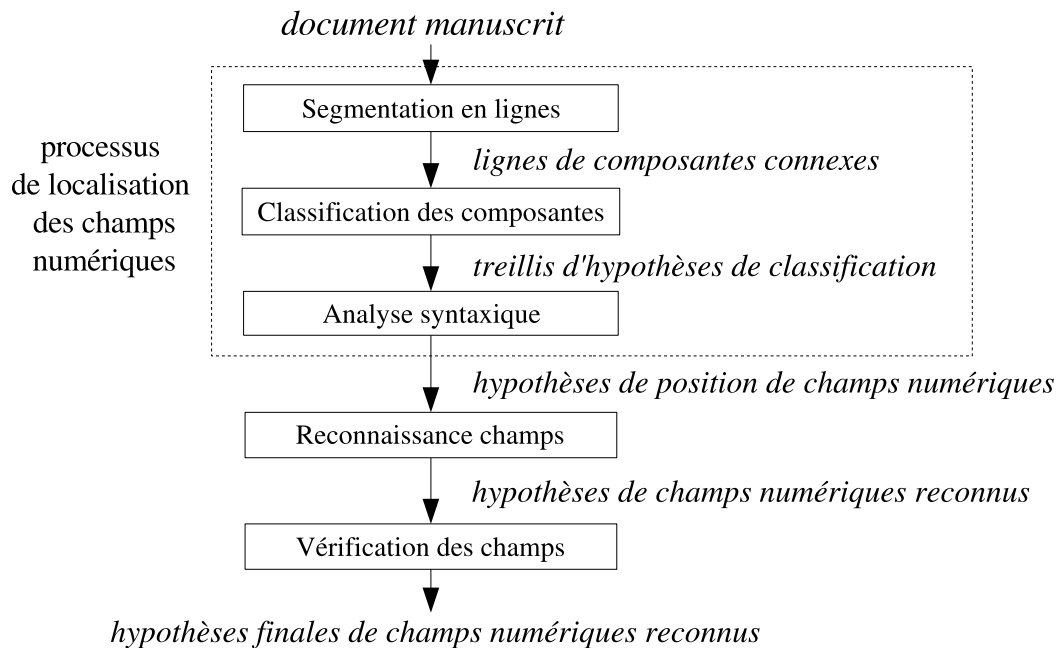 document manuscrit
Segmentation en lignes
processus
de localisation
des champs
numériques
lignes de composantes connexes
Classification des composantes
treillis d'hypothèses de classification
Analyse syntaxique
hypothèses de position de champs numériques
Reconnaissance champs
hypothèses de champs numériques reconnus
Vérification des champs
hypothèses finales de champs numériques reconnus